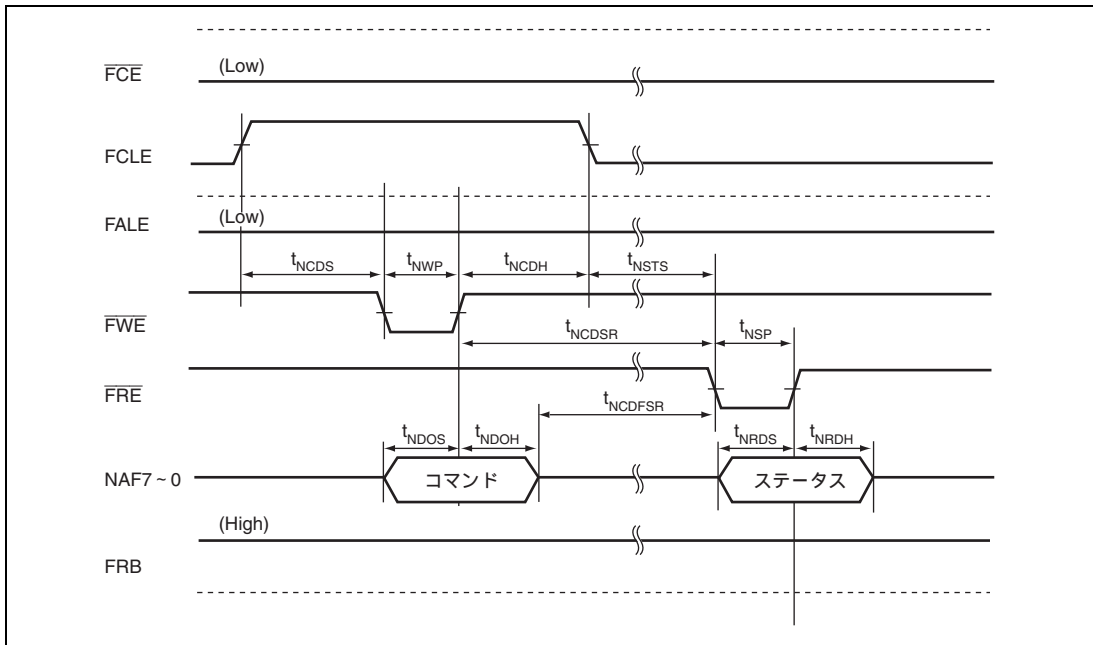 FCE (Low)
FCLE
FALE (Low)
tNCDS tNWP tNCDH tNSTS
FWE
tNCDSR tNSP
FRE
tNCDFSR
tNDOS tNDOH tNRDS tNRDH
NAF7~0 コマンド ステータス
(High)
FRB